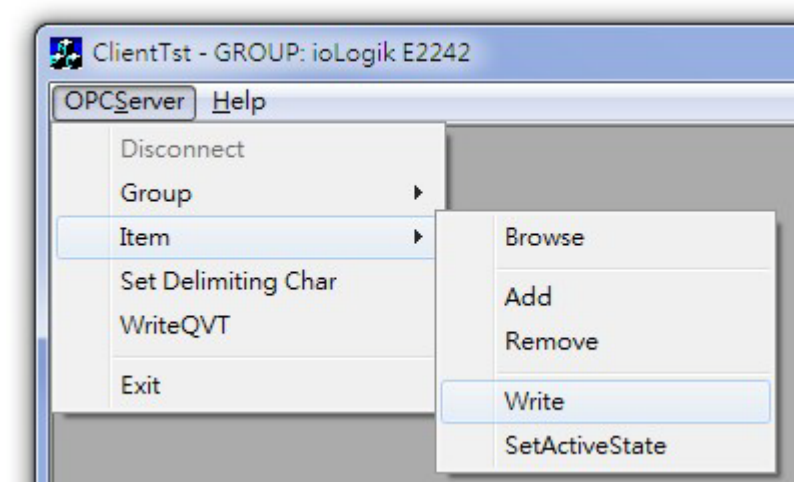 ClientTst - GROUP: ioLogik E2242
OPCServer Help
Disconnect
Group
Item
Set Delimiting Char
WriteQVT
Exit
Browse
Add
Remove
Write
SetActiveState